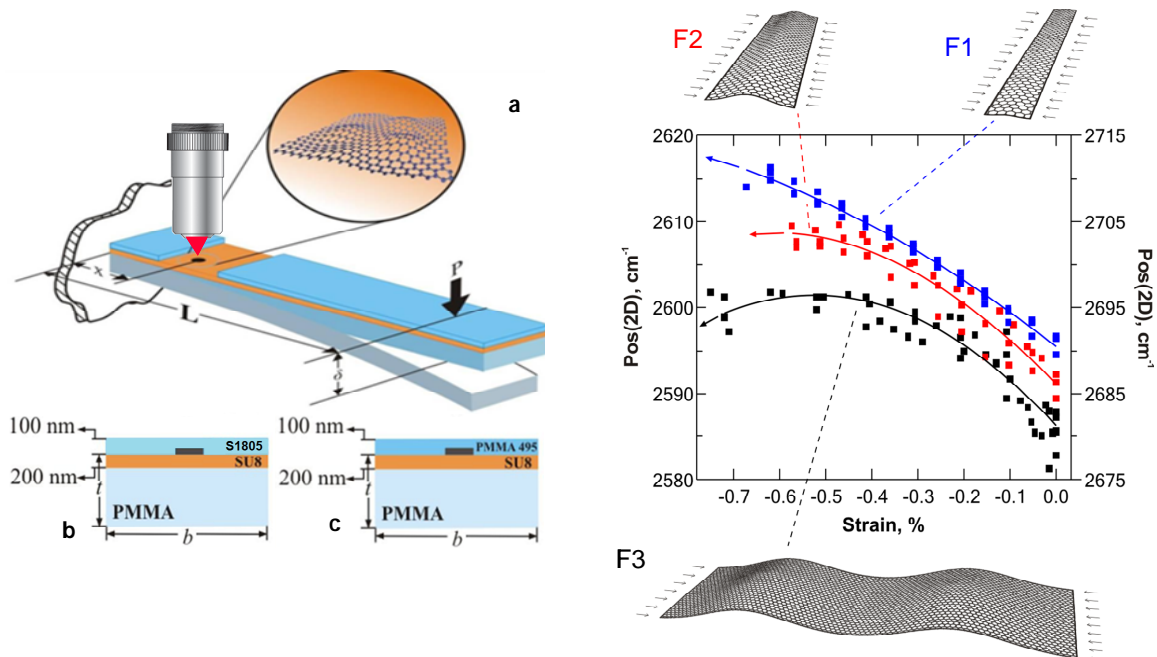 a
x
L
P
δ
100 nm
S1805
SU8
200 nm
t
PMMA
b
b
100 nm
PMMA 495
SU8
200 nm
t
PMMA
c
b
F2
F1
2620
2610
2600
2590
2580
Pos(2D), cm-1
2715
2705
2695
2685
2675
Pos(2D), cm-1
-0.7 -0.6 -0.5 -0.4 -0.3 -0.2 -0.1 0.0
Strain, %
F3